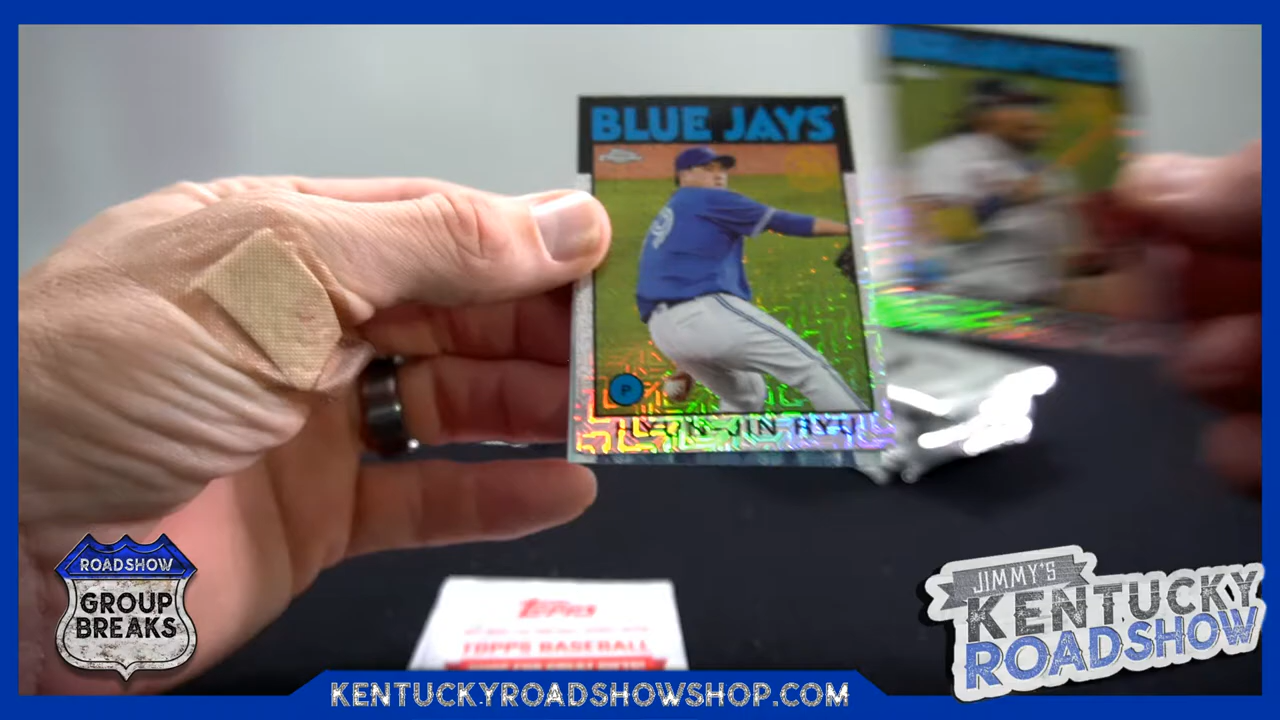 BLUE JAYS
P
HYUN-JIN RYU
ROADSHOW
GROUP
BREAKS
Topps
TOPPS BASEBALL
JIMMY'S
KENTUCKY
ROADSHOW
KENTUCKYROADSHOWSHOP.COM